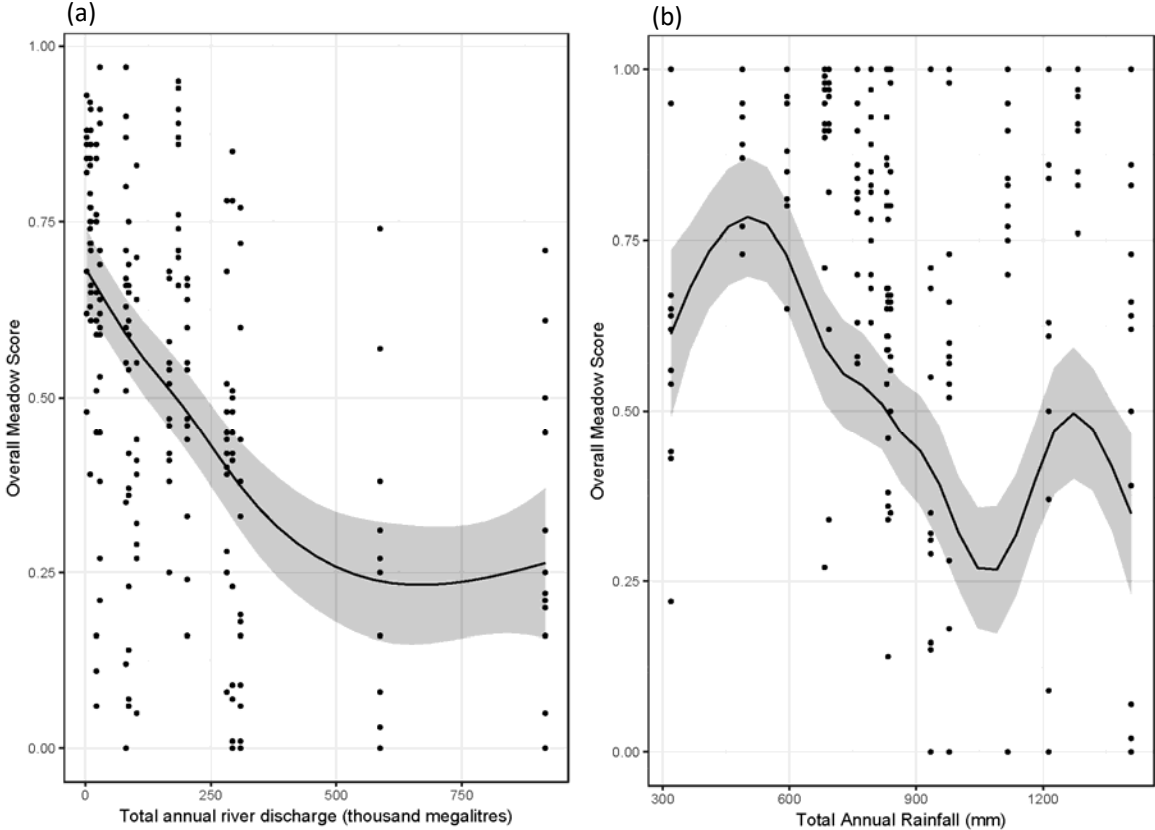 (a)
1.00
0.75
0.50
0.25
0.00
Overall Meadow Score
0 250 500 750
Total annual river discharge (thousand megalitres)
(b)
1.00
0.75
0.50
0.25
0.00
Overall Meadow Score
300 600 900 1200
Total Annual Rainfall (mm)